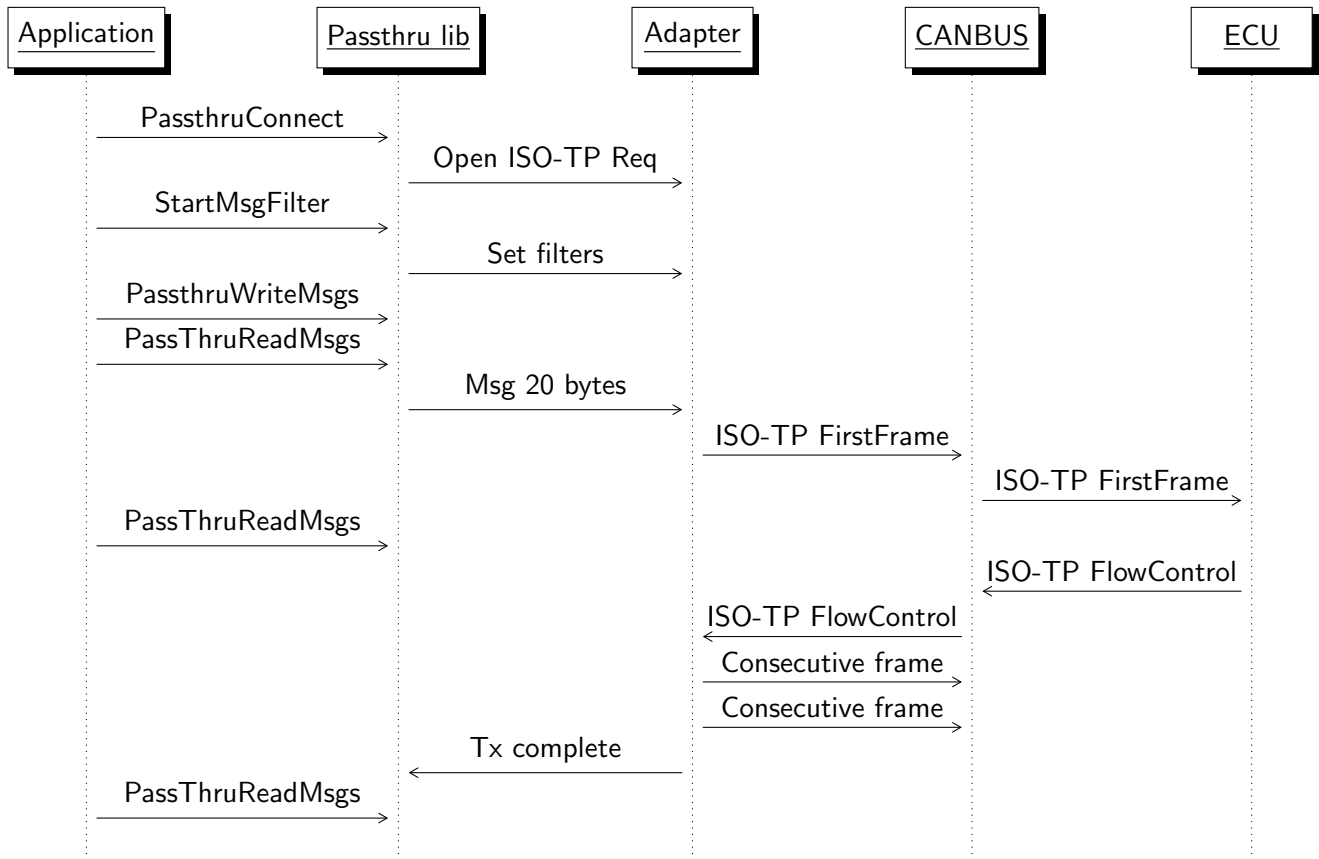 Application
Passthru lib
Adapter
CANBUS
ECU
PassthruConnect
Open ISO-TP Req
StartMsgFilter
Set filters
PassthruWriteMsgs
PassThruReadMsgs
Msg 20 bytes
ISO-TP FirstFrame
ISO-TP FirstFrame
PassThruReadMsgs
ISO-TP FlowControl
ISO-TP FlowControl
Consecutive frame
Consecutive frame
Tx complete
PassThruReadMsgs